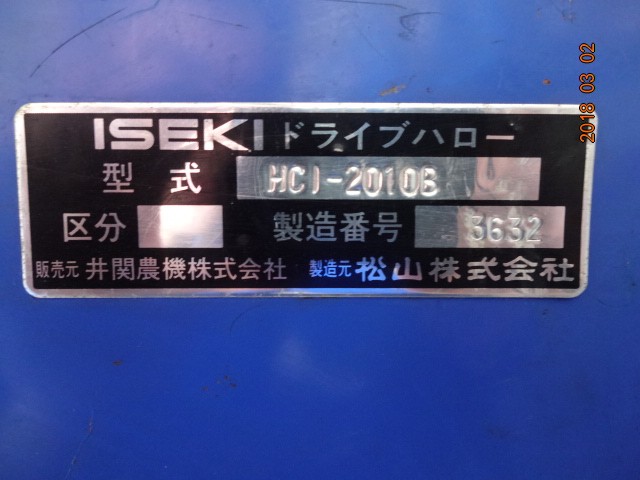 ISEKI ドライブハロー
型式 HCI-2010B
区分 製造番号 3632
販売元 井関農機株式会社 製造元 松山株式会社
2018 03 02